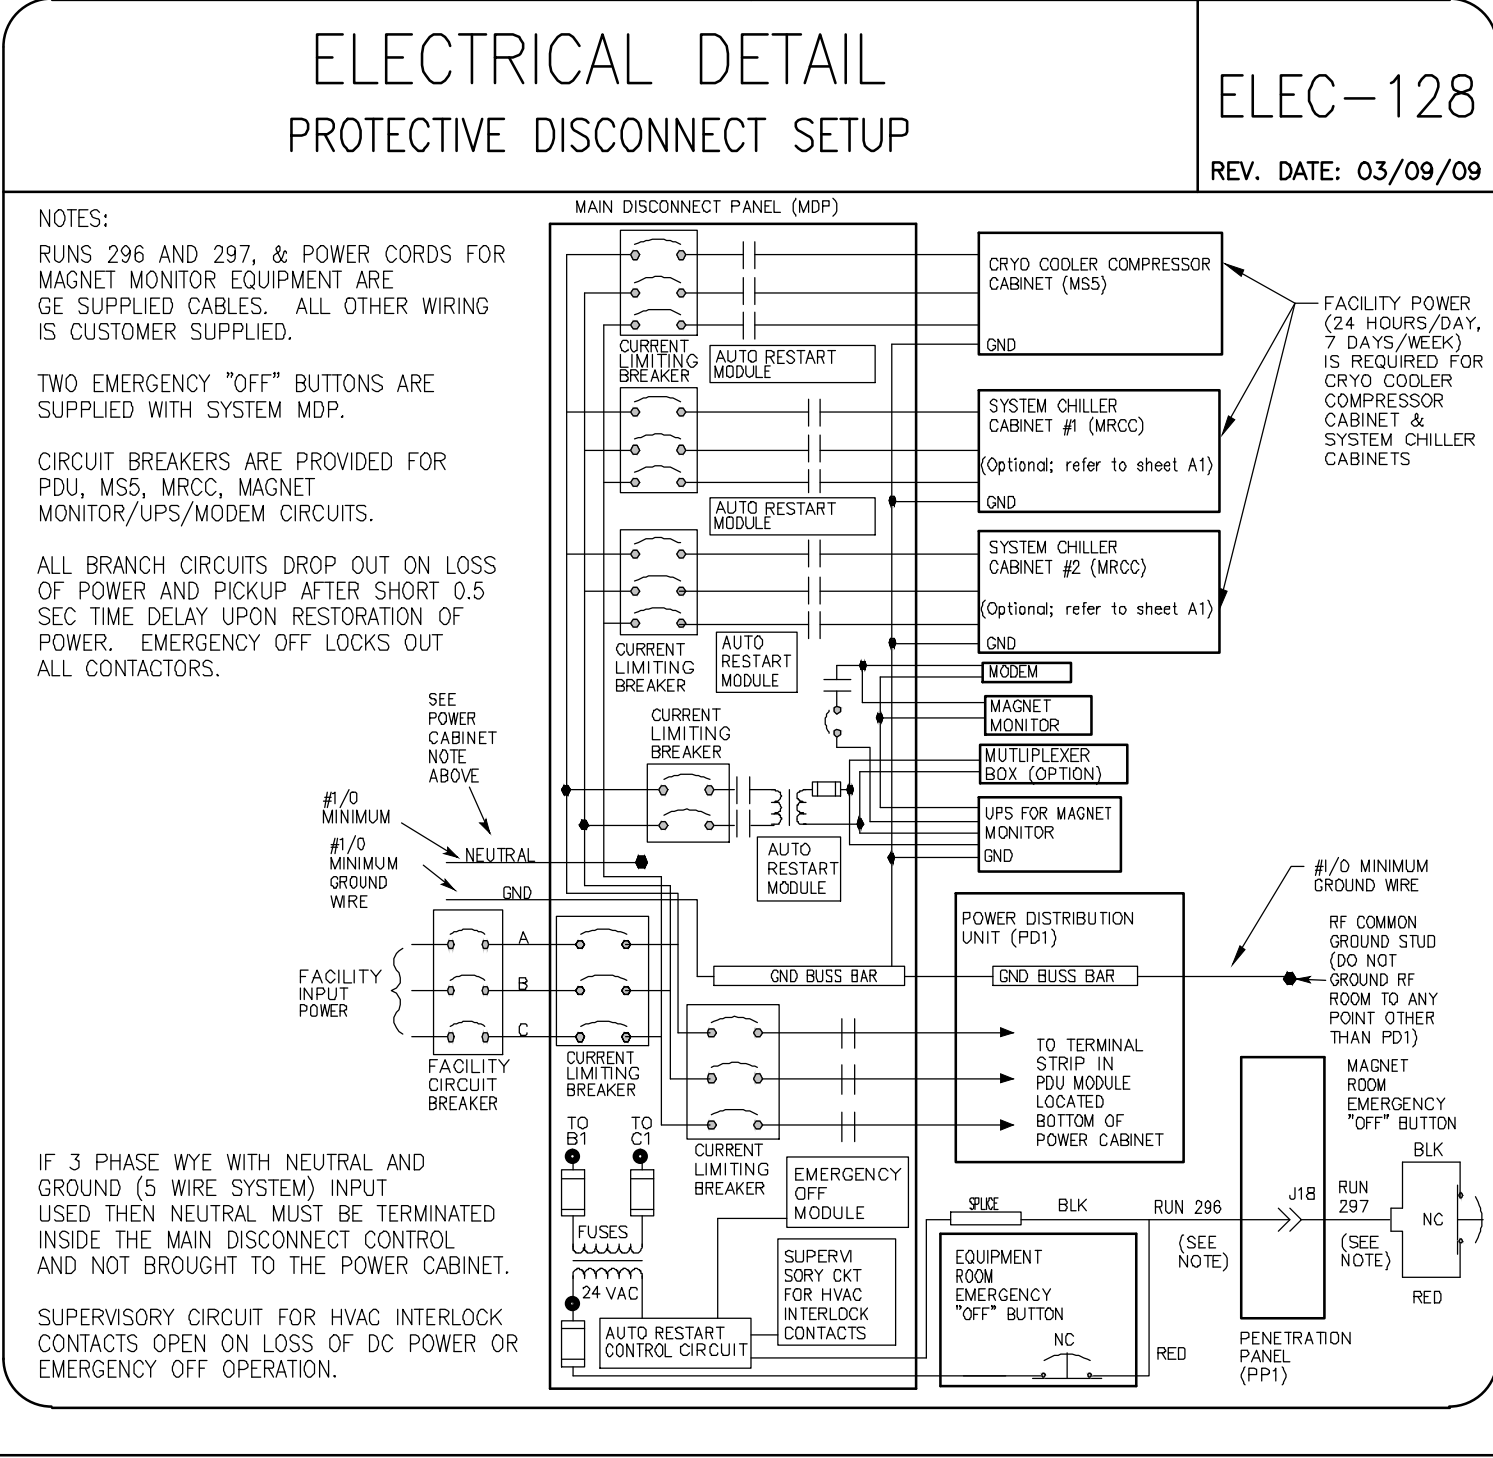 ELECTRICAL DETAIL
PROTECTIVE DISCONNECT SETUP
ELEC-128
REV. DATE: 03/09/09
NOTES:
RUNS 296 AND 297, & POWER CORDS FOR
MAGNET MONITOR EQUIPMENT ARE
GE SUPPLIED CABLES. ALL OTHER WIRING
IS CUSTOMER SUPPLIED.
TWO EMERGENCY "OFF" BUTTONS ARE
SUPPLIED WITH SYSTEM MDP.
CIRCUIT BREAKERS ARE PROVIDED FOR
PDU, MS5, MRCC, MAGNET
MONITOR/UPS/MODEM CIRCUITS.
ALL BRANCH CIRCUITS DROP OUT ON LOSS
OF POWER AND PICKUP AFTER SHORT 0.5
SEC TIME DELAY UPON RESTORATION OF
POWER. EMERGENCY OFF LOCKS OUT
ALL CONTACTORS.
MAIN DISCONNECT PANEL (MDP)
CURRENT
LIMITING
BREAKER
AUTO RESTART
MODULE
CRYO COOLER COMPRESSOR
CABINET (MS5)
GND
FACILITY POWER
(24 HOURS/DAY,
7 DAYS/WEEK)
IS REQUIRED FOR
CRYO COOLER
COMPRESSOR
CABINET &
SYSTEM CHILLER
CABINETS
SYSTEM CHILLER
CABINET #1 (MRCC)
(Optional; refer to sheet A1)
GND
AUTO RESTART
MODULE
SYSTEM CHILLER
CABINET #2 (MRCC)
(Optional; refer to sheet A1)
GND
CURRENT
LIMITING
BREAKER
AUTO
RESTART
MODULE
MODEM
MAGNET
MONITOR
MUTLIPLEXER
BOX (OPTION)
UPS FOR MAGNET
MONITOR
GND
CURRENT
LIMITING
BREAKER
AUTO
RESTART
MODULE
SEE
POWER
CABINET
NOTE
ABOVE
#1/0
MINIMUM
#1/0
MINIMUM
GROUND
WIRE
NEUTRAL
GND
A
B
C
FACILITY
INPUT
POWER
FACILITY
CIRCUIT
BREAKER
CURRENT
LIMITING
BREAKER
GND BUSS BAR
POWER DISTRIBUTION
UNIT (PD1)
GND BUSS BAR
TO TERMINAL
STRIP IN
PDU MODULE
LOCATED
BOTTOM OF
POWER CABINET
#1/0 MINIMUM
GROUND WIRE
RF COMMON
GROUND STUD
(DO NOT
GROUND RF
ROOM TO ANY
POINT OTHER
THAN PD1)
CURRENT
LIMITING
BREAKER
TO
B1
TO
C1
FUSES
24 VAC
EMERGENCY
OFF
MODULE
SUPERVI
SORY CKT
FOR HVAC
INTERLOCK
CONTACTS
AUTO RESTART
CONTROL CIRCUIT
SPLICE
BLK
RUN 296
(SEE
NOTE)
EQUIPMENT
ROOM
EMERGENCY
"OFF" BUTTON
NC
RED
J18
PENETRATION
PANEL
(PP1)
RUN
297
(SEE
NOTE)
MAGNET
ROOM
EMERGENCY
"OFF" BUTTON
BLK
NC
RED
IF 3 PHASE WYE WITH NEUTRAL AND
GROUND (5 WIRE SYSTEM) INPUT
USED THEN NEUTRAL MUST BE TERMINATED
INSIDE THE MAIN DISCONNECT CONTROL
AND NOT BROUGHT TO THE POWER CABINET.
SUPERVISORY CIRCUIT FOR HVAC INTERLOCK
CONTACTS OPEN ON LOSS OF DC POWER OR
EMERGENCY OFF OPERATION.